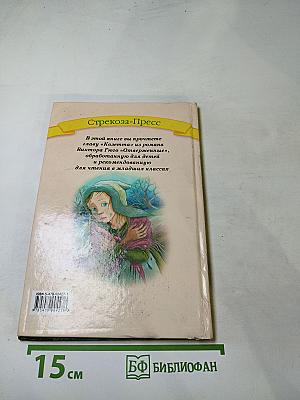 Стрекоза-Пресс
В этой книге вы прочтете
главу «Козетта» из романа
Виктора Гюго «Отверженные»,
обработанную для детей
и рекомендованную
для чтения в младших классах
15 см
БФ БИБЛИОФАН